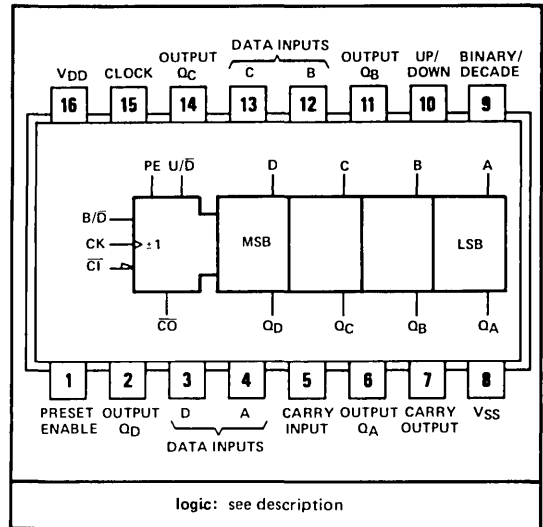 DATA INPUTS
OUTPUT OUTPUT UP/ BINARY/
VDD CLOCK QC C B QB DOWN DECADE
16 15 14 13 12 11 10 9
PE U/D̅ D C B A
B/D̅
CK ±1 MSB LSB
C̅I̅
C̅O̅ QD QC QB QA
1 2 3 4 5 6 7 8
PRESET OUTPUT D A CARRY OUTPUT CARRY VSS
ENABLE QD DATA INPUTS INPUT QA OUTPUT
logic: see description